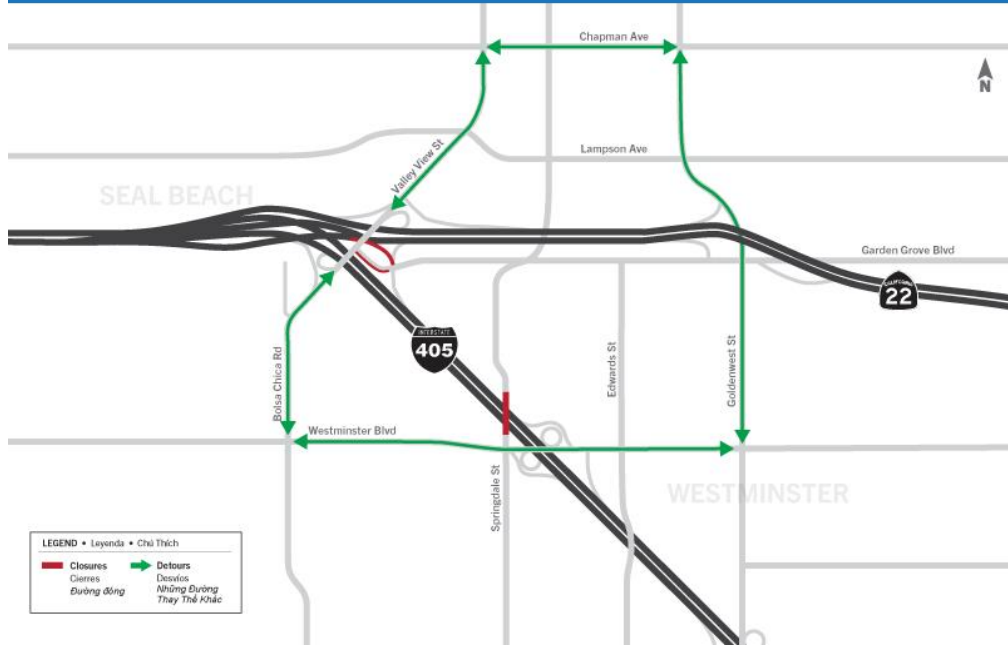 Chapman Ave
N
Lampson Ave
Valley View St
SEAL BEACH
Garden Grove Blvd
CALIFORNIA
22
INTERSTATE
405
Bolsa Chica Rd
Edwards St
Goldenwest St
Westminster Blvd
Springdale St
WESTMINSTER
LEGEND • Leyenda • Chú Thích
Closures
Cierres
Đường đóng
Detours
Desvíos
Những Đường
Thay Thế Khác